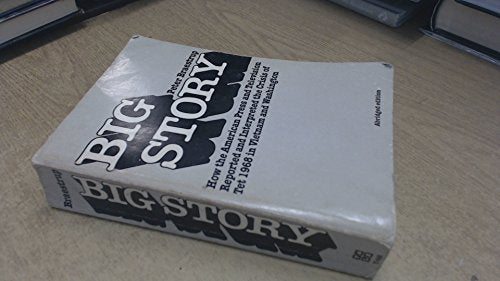 Peter Braestrup
BIG
STORY
How the American Press and Television
Reported and Interpreted the Crisis of
Tet 1968 in Vietnam and Washington
Abridged edition
Braestrup
BIG STORY